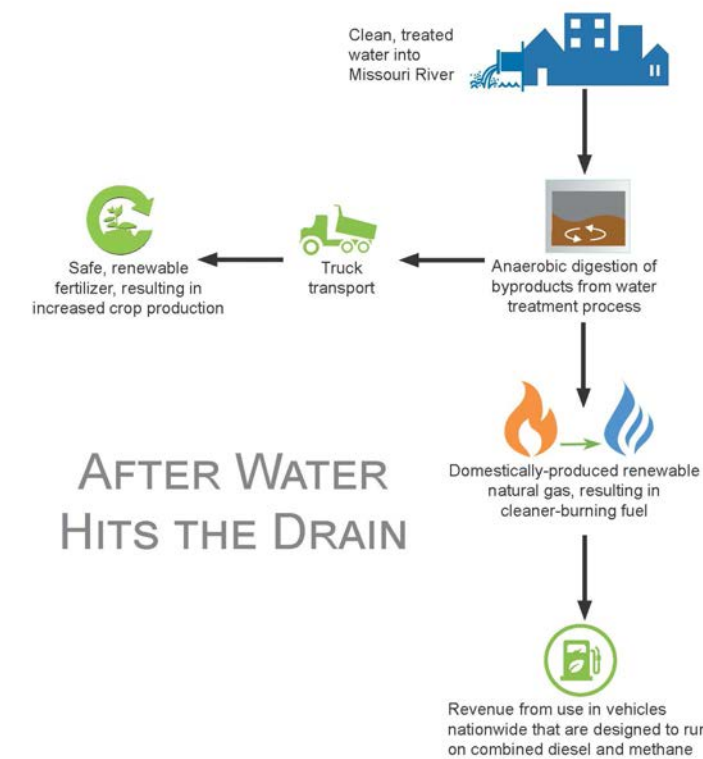 Clean, treated
water into
Missouri River
Safe, renewable
fertilizer, resulting in
increased crop production
Truck
transport
Anaerobic digestion of
byproducts from water
treatment process
AFTER WATER
HITS THE DRAIN
Domestically-produced renewable
natural gas, resulting in
cleaner-burning fuel
Revenue from use in vehicles
nationwide that are designed to run
on combined diesel and methane